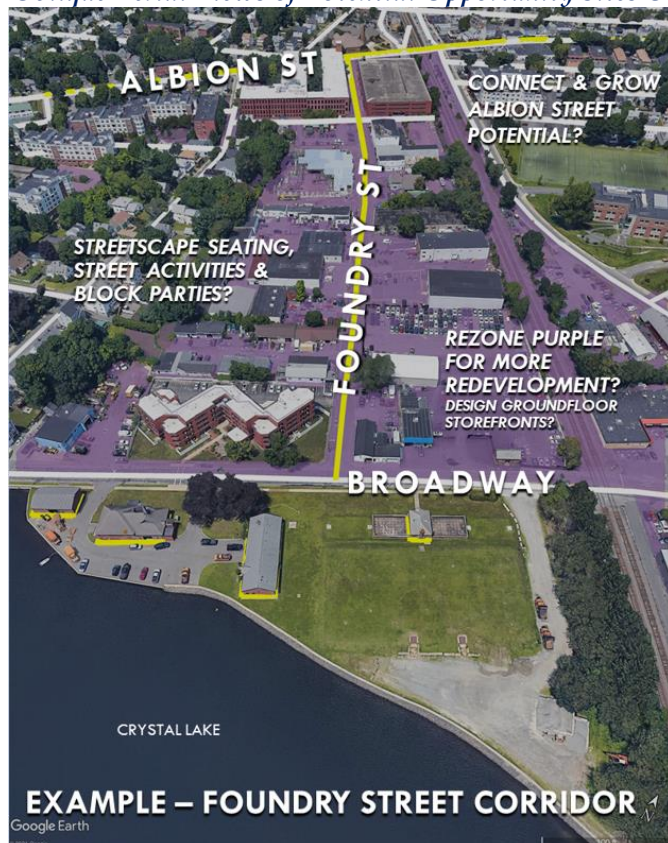 ALBION ST
CONNECT & GROW
ALBION STREET
POTENTIAL?
FOUNDRY ST
STREETSCAPE SEATING,
STREET ACTIVITIES &
BLOCK PARTIES?
REZONE PURPLE
FOR MORE
REDEVELOPMENT?
DESIGN GROUNDFLOOR
STOREFRONTS?
BROADWAY
CRYSTAL LAKE
EXAMPLE – FOUNDRY STREET CORRIDOR
N
Google Earth